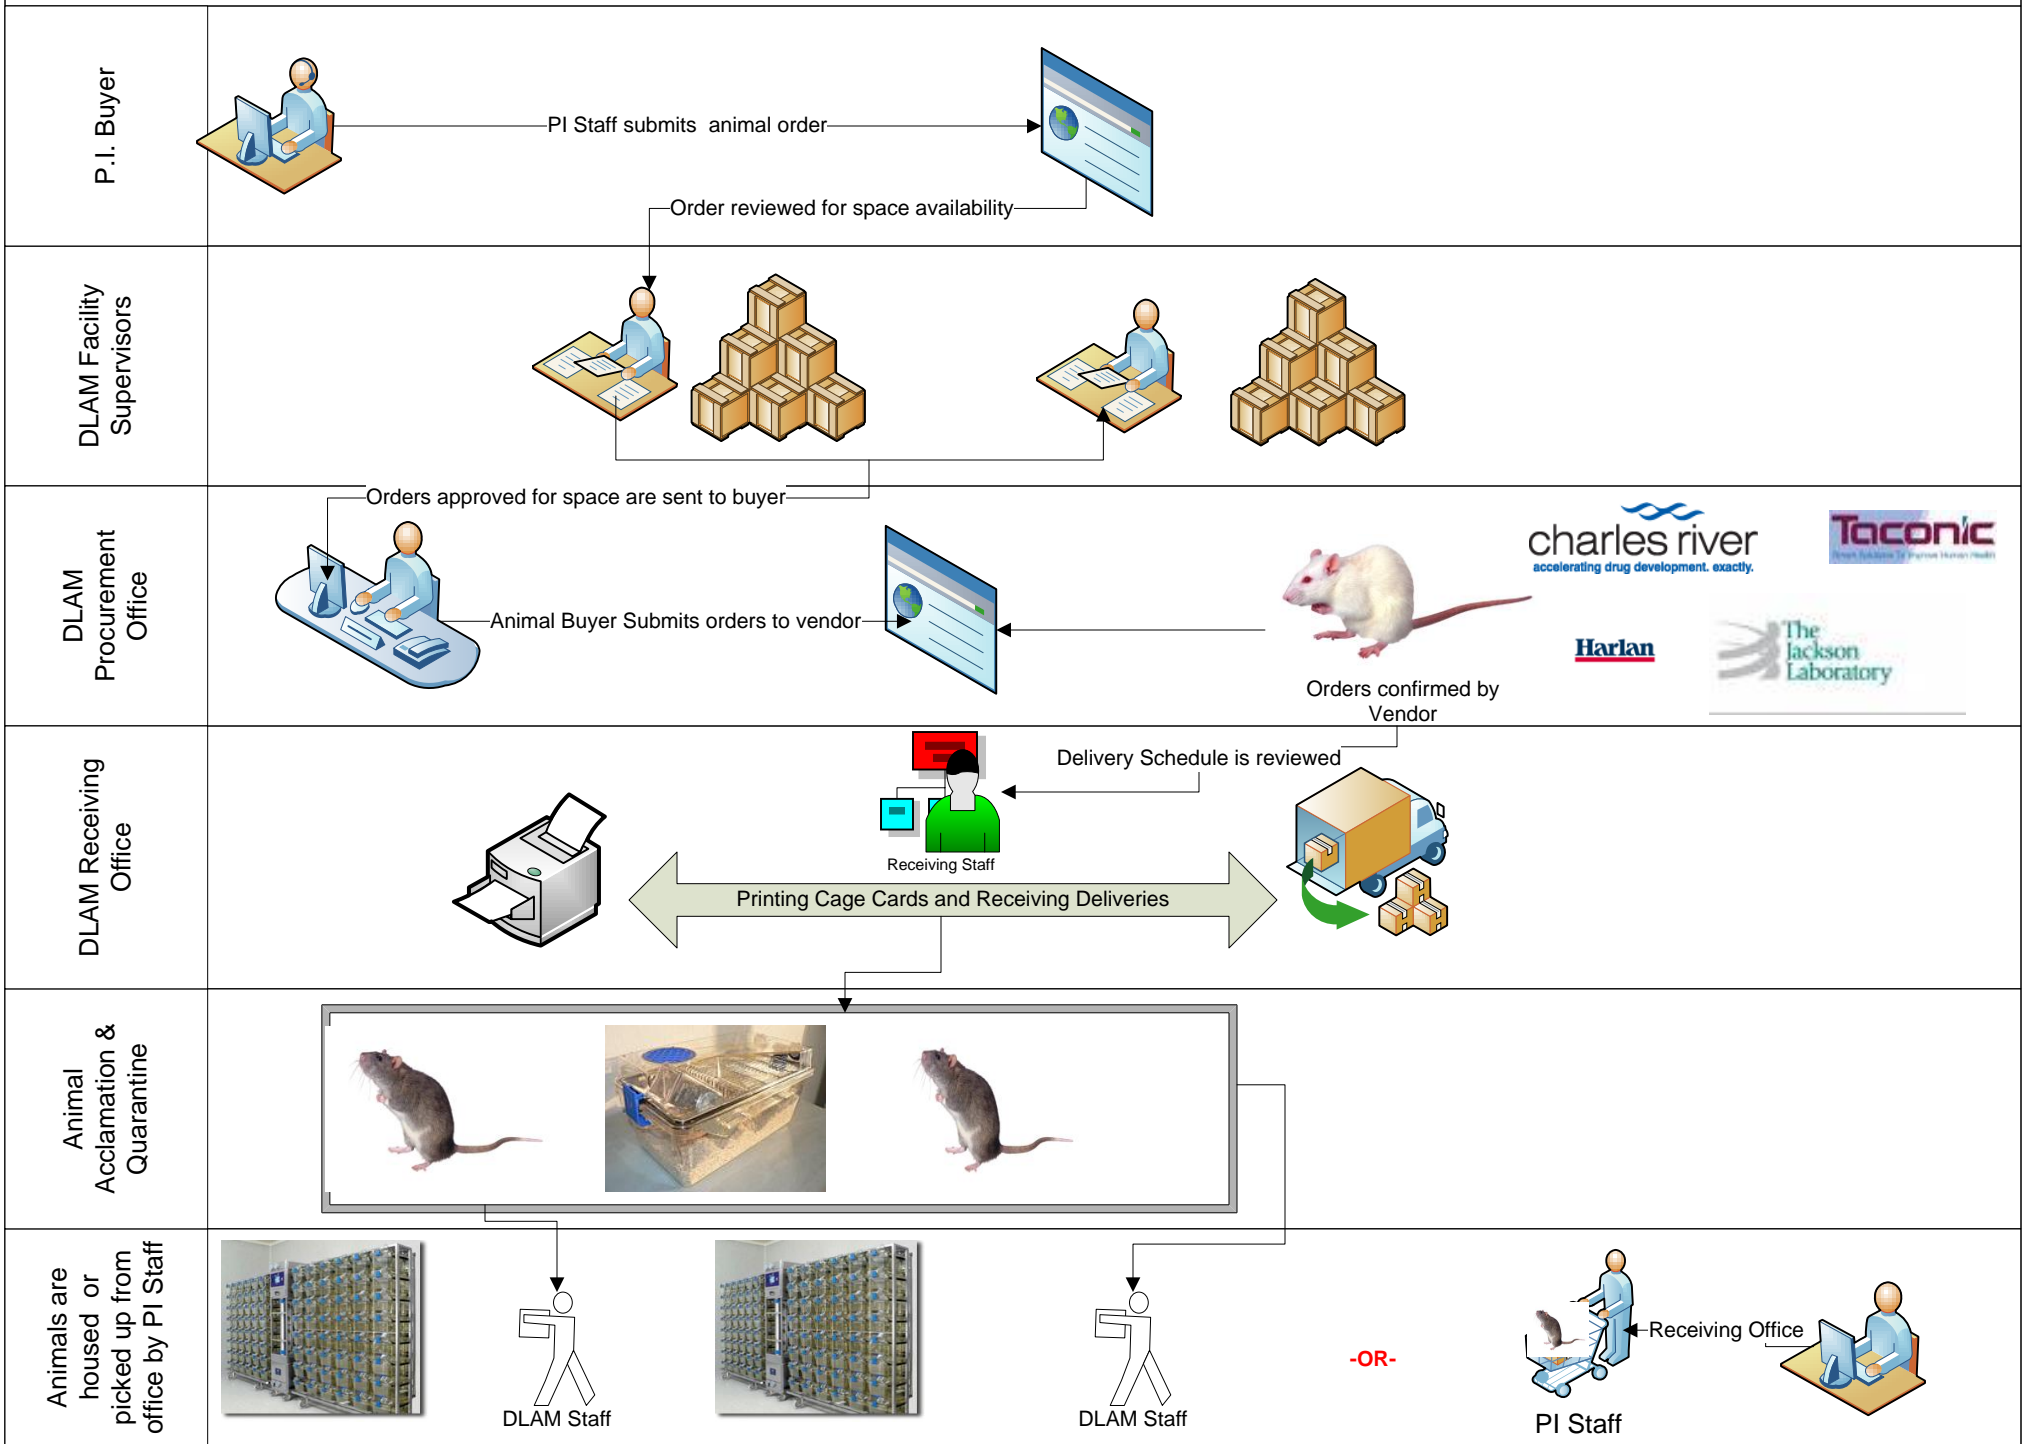 P.I. Buyer
PI Staff submits animal order
Order reviewed for space availability
DLAM Facility
Supervisors
Orders approved for space are sent to buyer
DLAM
Procurement
Office
Animal Buyer Submits orders to vendor
charles river
accelerating drug development. exactly.
Taconic
Harlan
The
Jackson
Laboratory
Orders confirmed by
Vendor
DLAM Receiving
Office
Delivery Schedule is reviewed
Receiving Staff
Printing Cage Cards and Receiving Deliveries
Animal
Acclamation &
Quarantine
Animals are
housed or
picked up from
office by PI Staff
DLAM Staff
DLAM Staff
-OR-
Receiving Office
PI Staff